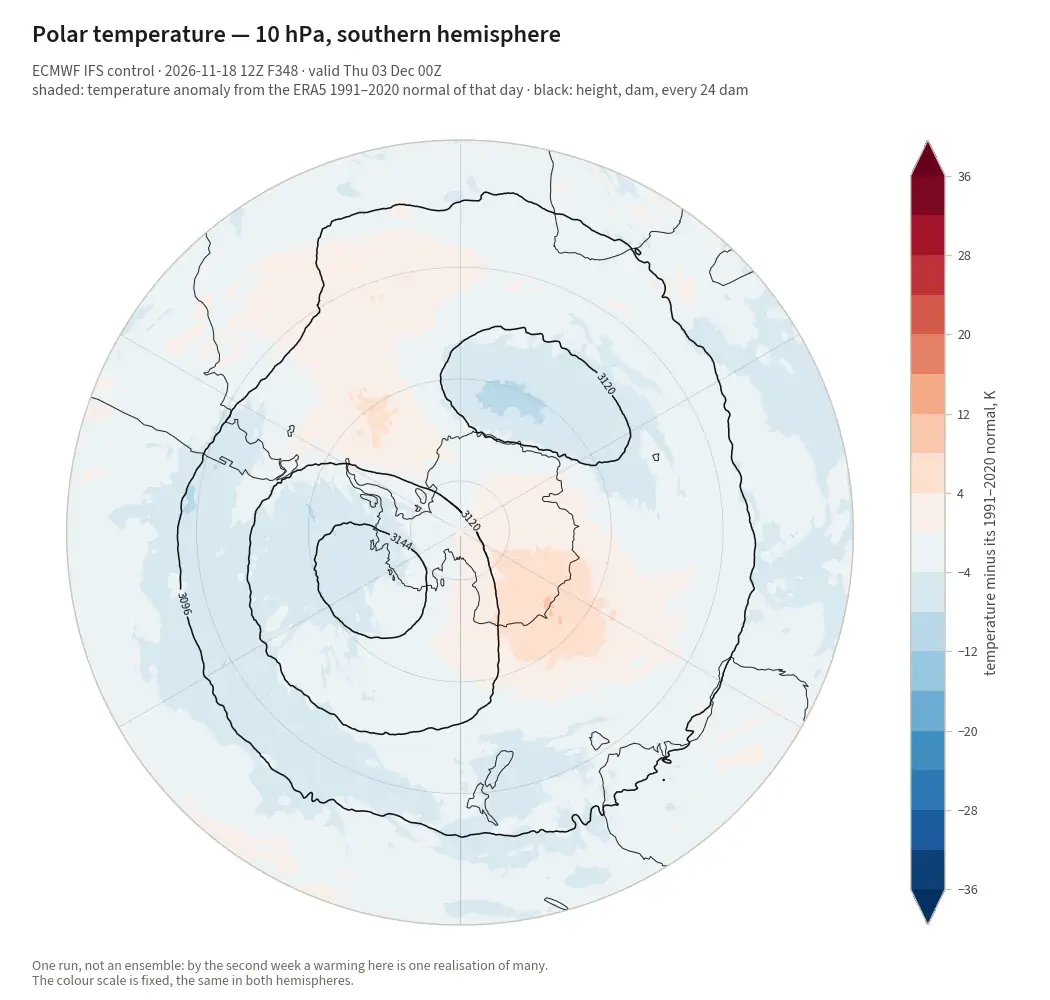 Polar temperature — 10 hPa, southern hemisphere
ECMWF IFS control · 2026-11-18 12Z F348 · valid Thu 03 Dec 00Z
shaded: temperature anomaly from the ERA5 1991–2020 normal of that day · black: height, dam, every 24 dam
36
28
20
12
4
−4
−12
−20
−28
−36
temperature minus its 1991–2020 normal, K
3120
3120
3144
3096
One run, not an ensemble: by the second week a warming here is one realisation of many.
The colour scale is fixed, the same in both hemispheres.